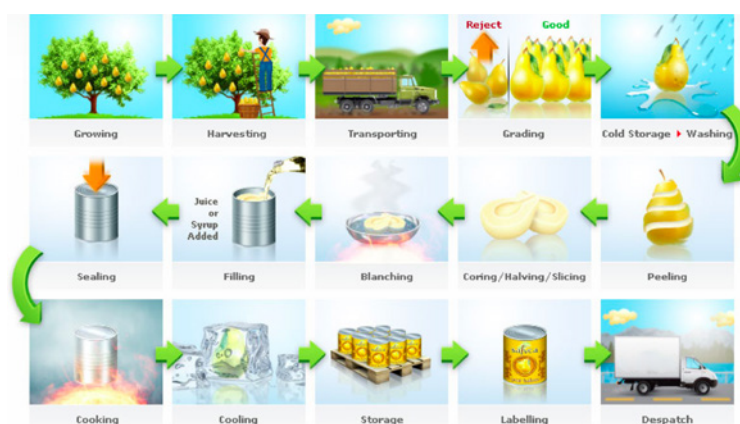 Reject Good
Growing
Harvesting
Transporting
Grading
Cold Storage Washing
Juice
or
Syrup
Added
Sealing
Filling
Blanching
Coring/Halving/Slicing
Peeling
Cooking
Cooling
Storage
Labelling
Despatch